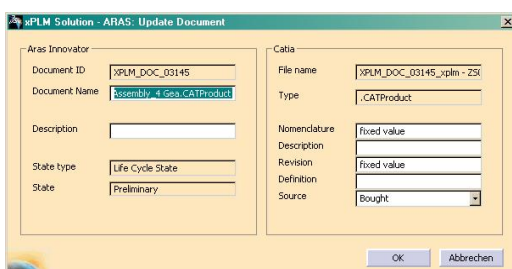 xPLM Solution - ARAS: Update Document
Aras Innovator
Document ID XPLM_DOC_03145
Document Name Assembly_4 Gea.CATProduct
Description
State type Life Cycle State
State Preliminary
Catia
File name XPLM_DOC_03145_xplm - ZS(
Type .CATProduct
Nomenclature fixed value
Description
Revision fixed value
Definition
Source Bought
OK Abbrechen